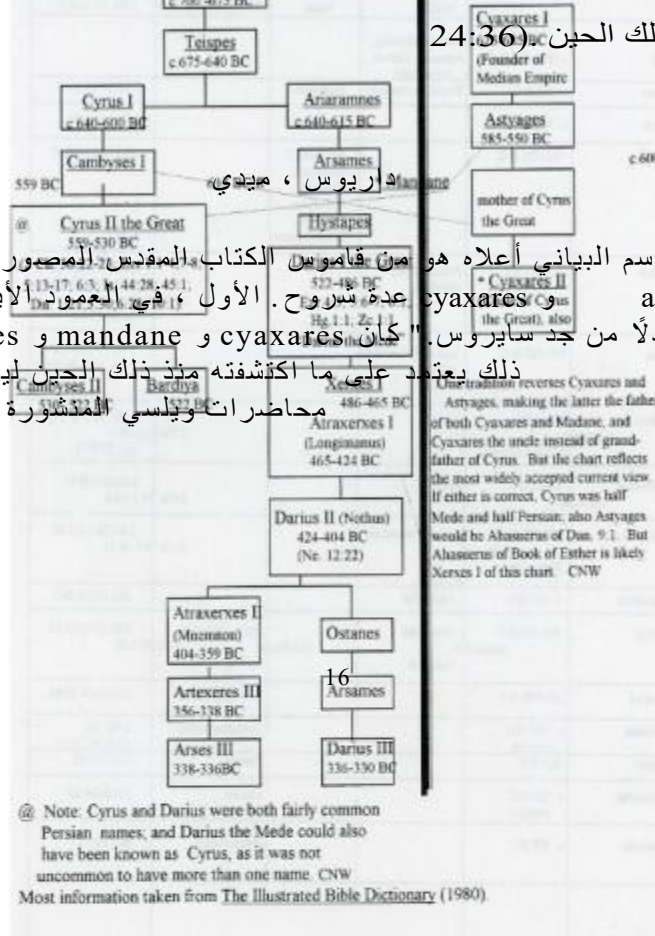 Teispes
c.675-640 BC
Cyrus I
c.640-600 BC
Ariaramnes
c.640-615 BC
Cambyses I
559 BC
Arsames
Cyrus II the Great
559-530 BC
Hystapes
522-486 BC
Hg.1:1; Zc.1:1
Cambyses II
530-522 BC
Bardiya
522 BC
Xerxes I
486-465 BC
Atraxerxes I
(Longimanus)
465-424 BC
Darius II (Nothus)
424-404 BC
(Ne. 12:22)
Atraxerxes II
(Mnemnon)
404-359 BC
Ostanes
Artexeres III
356-338 BC
Arsames
Arses III
338-336BC
Darius III
336-330 BC
Cyaxares I
(Founder of
Median Empire
Astyages
585-550 BC
mother of Cyrus
the Great
* Cyaxares II
the Great), also
One tradition reverses Cyaxares and
Astyages, making the latter the father
of both Cyaxares and Madane, and
Cyaxares the uncle instead of grand-
father of Cyrus. But the chart reflects
the most widely accepted current view.
If either is correct, Cyrus was half
Mede and half Persian; also Astyages
would be Ahasuerus of Dan. 9.1. But
Ahasuerus of Book of Esther is likely
Xerxes I of this chart. CNW
لك الحين .(24:36
داريوس ، ميدي
سم البياني أعلاه هو من قاموس الكتاب المقدس المصور
و cyaxares عدة شروح. الأول ، في العمود
لًا من جد سايروس." كان cyaxares و mandane و
ذلك يعتمد على ما اكتشفته منذ ذلك الحين
محاضرات ويلسي المنشورة
16
@ Note: Cyrus and Darius were both fairly common
Persian names, and Darius the Mede could also
have been known as Cyrus, as it was not
uncommon to have more than one name. CNW
Most information taken from The Illustrated Bible Dictionary (1980).